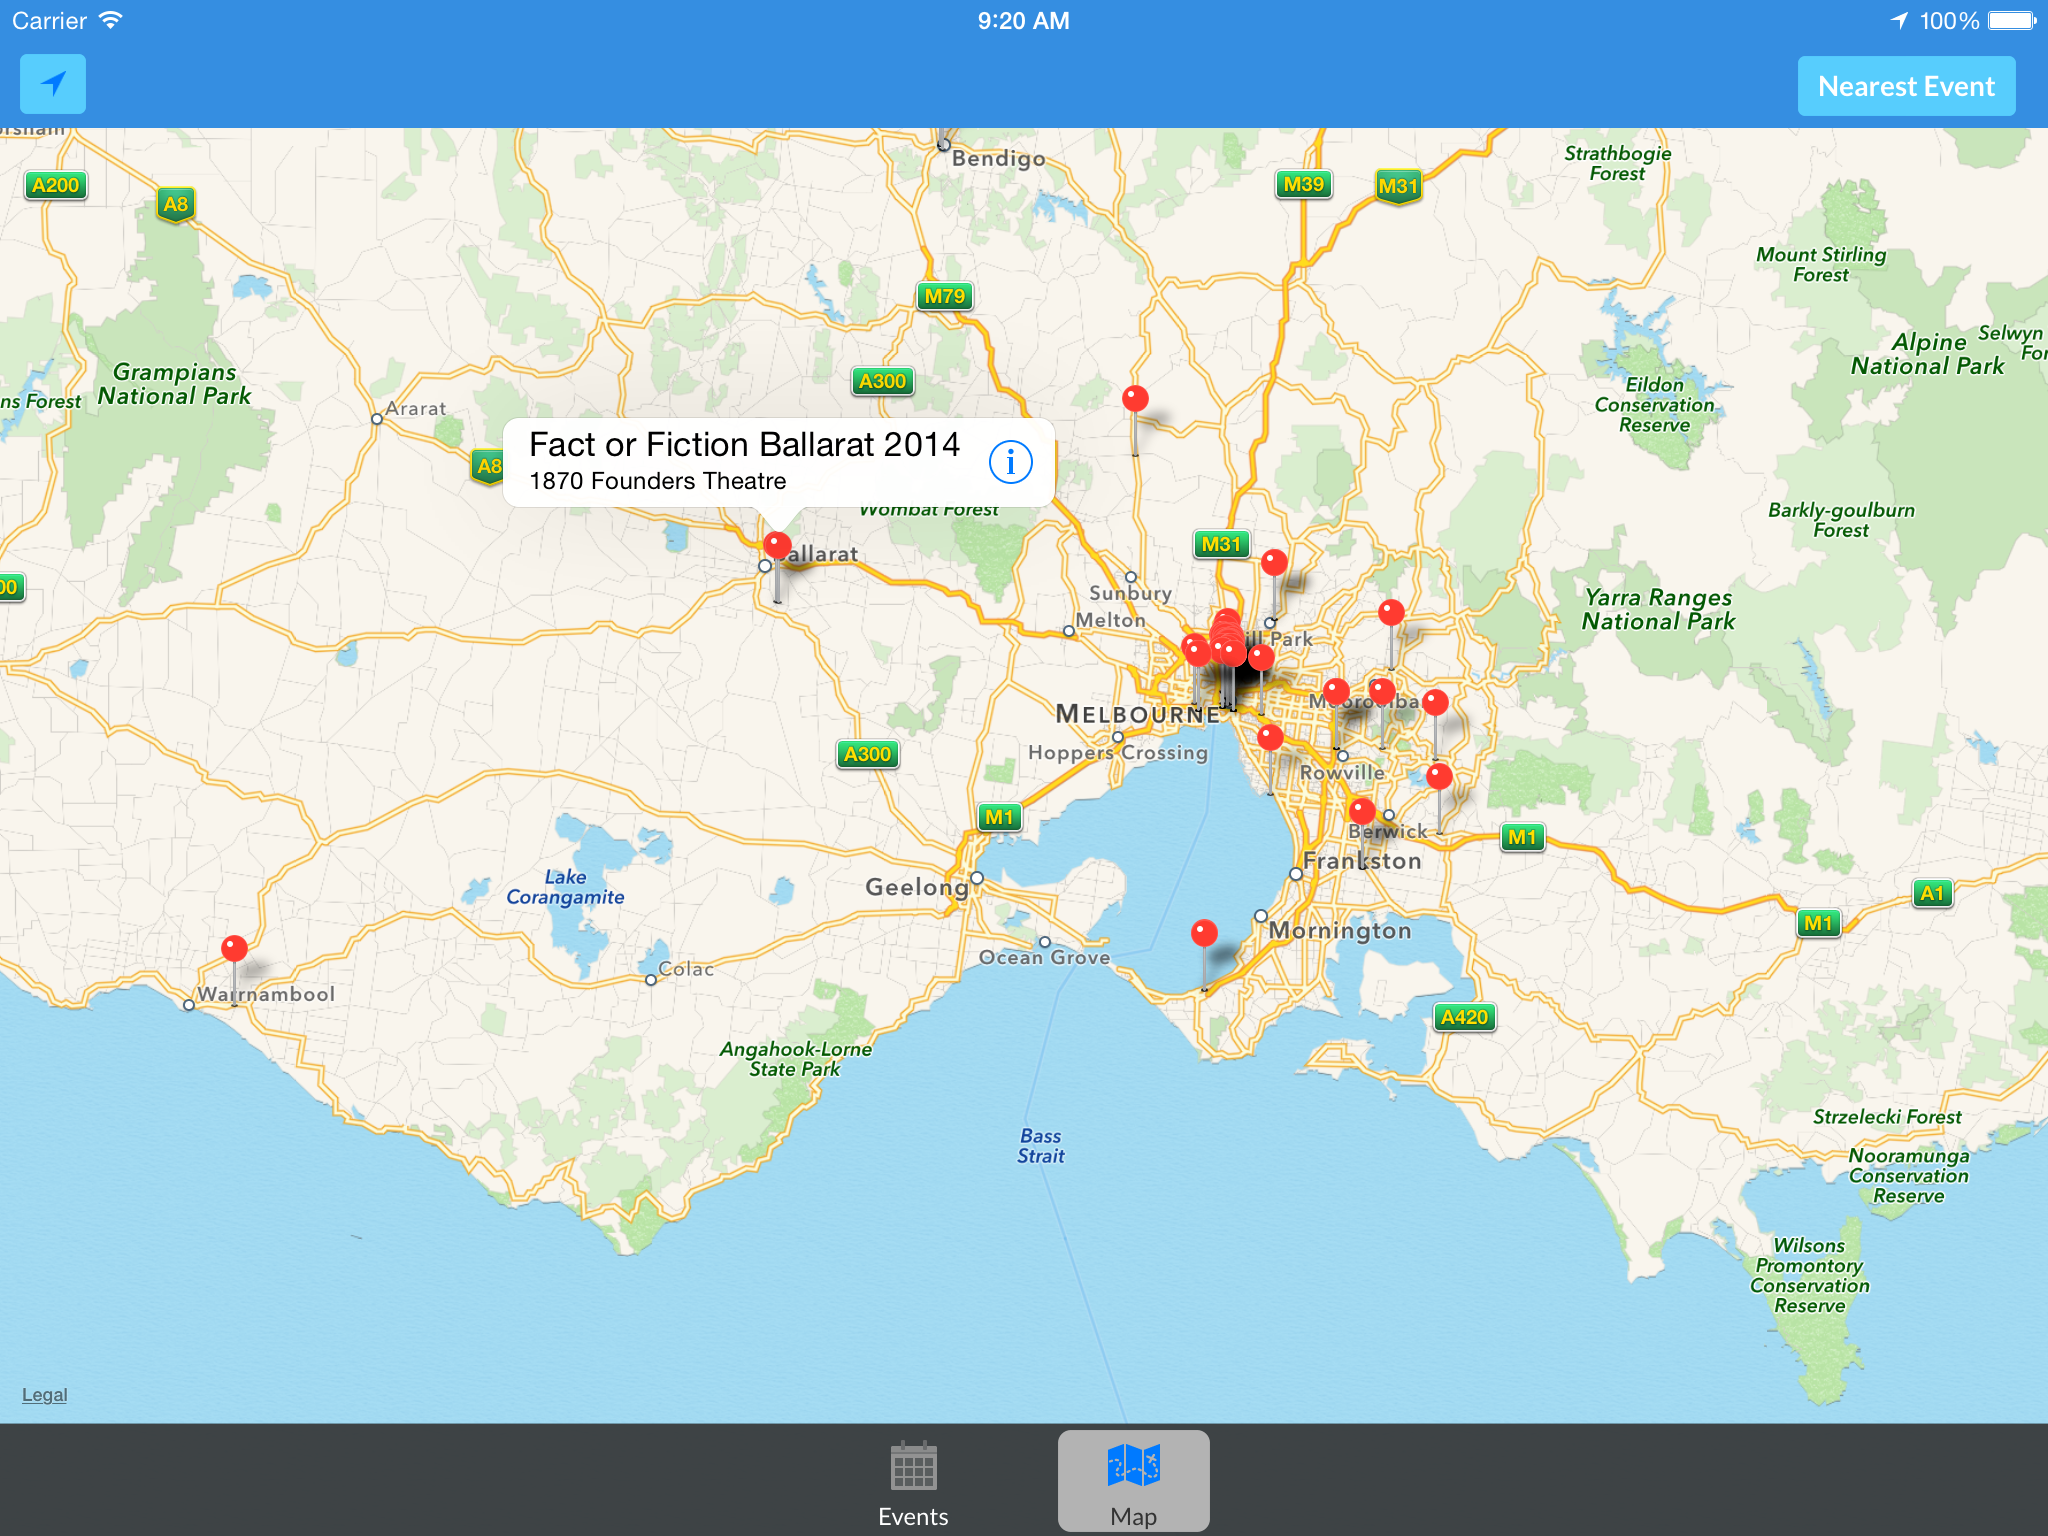 Carrier
9:20 AM
100%
Nearest Event
Bendigo
Strathbogie
Forest
A200
A8
M39
M31
Mount Stirling
Forest
M79
Alpine
National Park
Selwyn
Grampians
National Park
Forest
Ararat
A300
Eildon
Conservation
Reserve
A8
Fact or Fiction Ballarat 2014
1870 Founders Theatre
Wombat Forest
Barkly-goulburn
Forest
M31
Sunbury
Melton
Yarra Ranges
National Park
Park
MELBOURNE
Hoppers Crossing
A300
Rowville
M1
Berwick
M1
Frankston
Lake
Corangamite
Geelong
A1
M1
Mornington
Ocean Grove
Colac
Warrnambool
A420
Angahook-Lorne
State Park
Strzelecki Forest
Bass
Strait
Nooramunga
Conservation
Reserve
Wilsons
Promontory
Conservation
Reserve
Legal
Events
Map